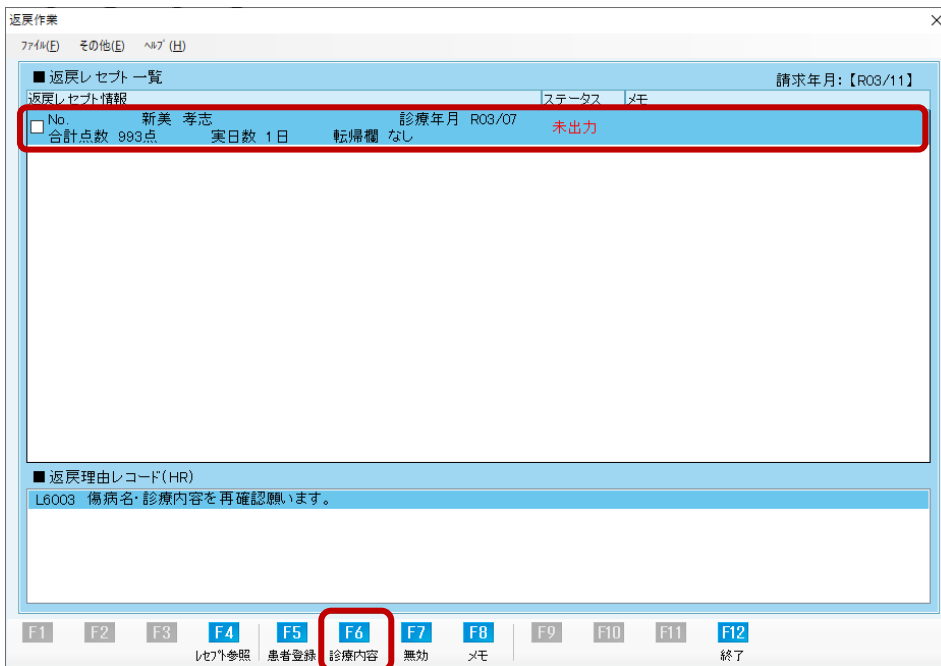 返戻作業
ﾌｧｲﾙ(F) その他(E) ﾍﾙﾌﾟ(H)
■返戻レセプト一覧 請求年月:【R03/11】
返戻レセプト情報 ステータス メモ
No. 新美 孝志 診療年月 R03/07
合計点数 993点 実日数 1日 転帰欄 なし 未出力
■返戻理由レコード(HR)
L6003 傷病名・診療内容を再確認願います。
F1 F2 F3 F4 F5 F6 F7 F8 F9 F10 F11 F12
ﾚｾﾌﾟﾄ参照 患者登録 診療内容 無効 ﾒﾓ 終了